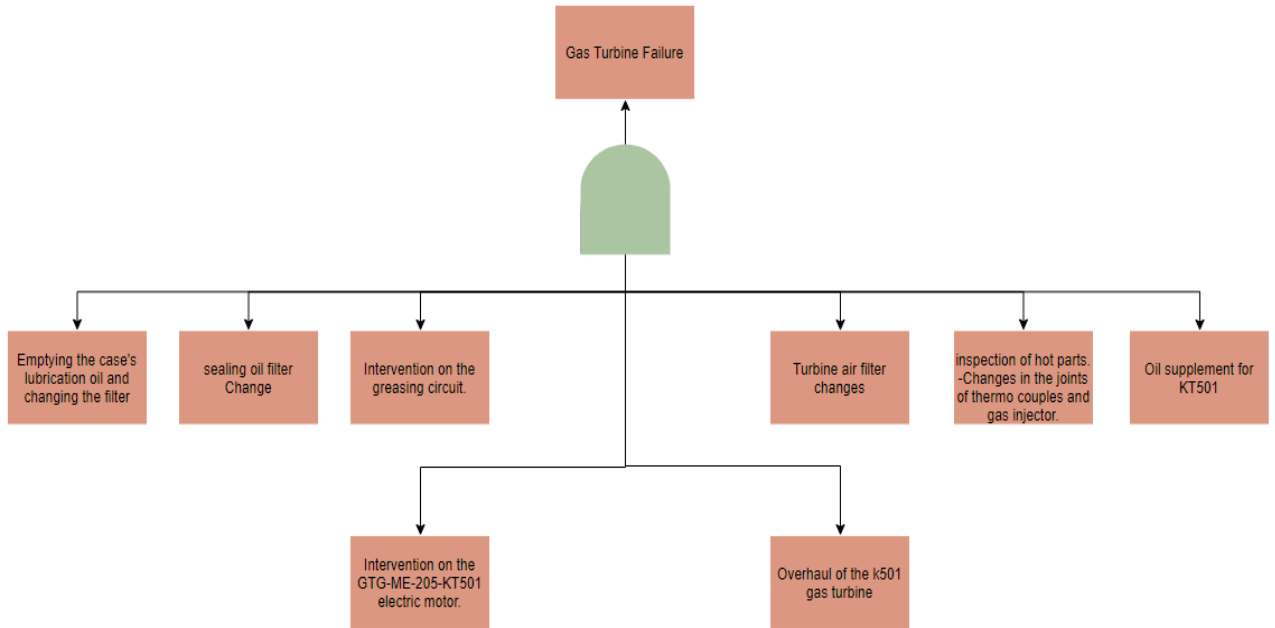 Gas Turbine Failure
Emptying the case's
lubrication oil and
changing the filter
sealing oil filter
Change
Intervention on the
greasing circuit.
Turbine air filter
changes
inspection of hot parts.
-Changes in the joints
of thermo couples and
gas injector.
Oil supplement for
KT501
Intervention on the
GTG-ME-205-KT501
electric motor.
Overhaul of the k501
gas turbine